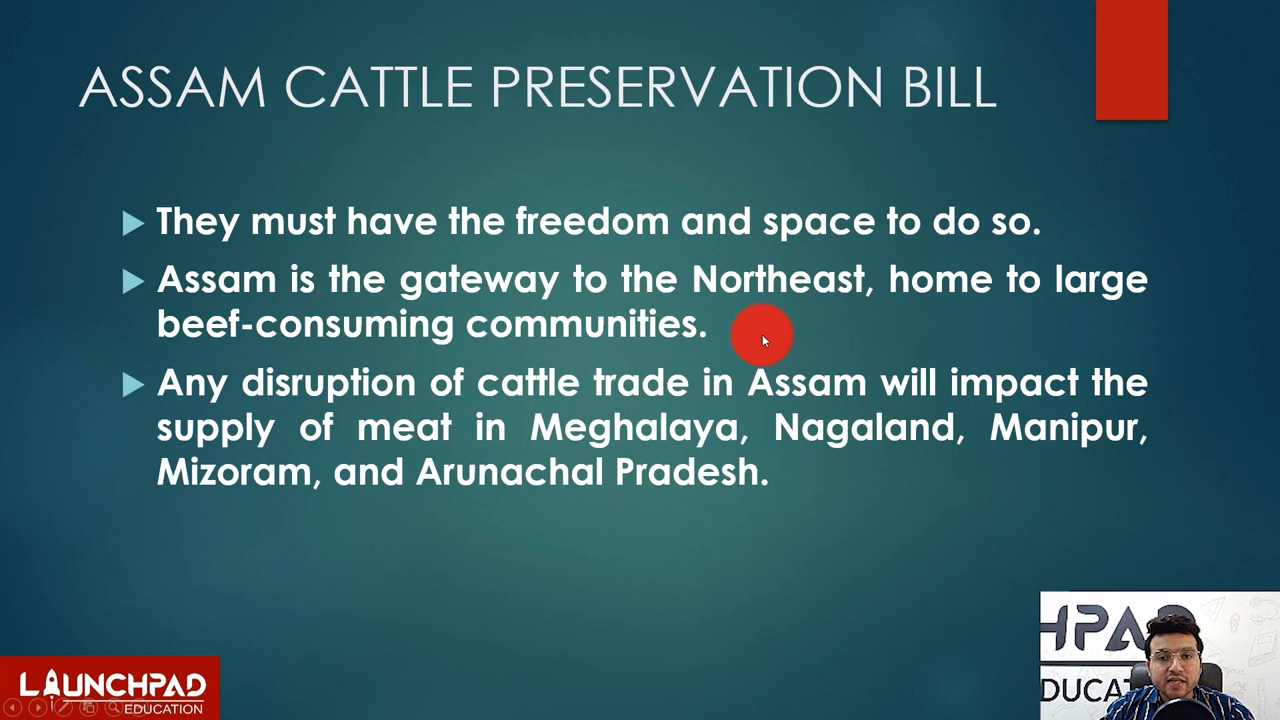 ASSAM CATTLE PRESERVATION BILL
They must have the freedom and space to do so.
Assam is the gateway to the Northeast, home to large
beef-consuming communities.
Any disruption of cattle trade in Assam will impact the
supply of meat in Meghalaya, Nagaland, Manipur,
Mizoram, and Arunachal Pradesh.
LAUNCHPAD
EDUCATION
HPAD
EDUCAT